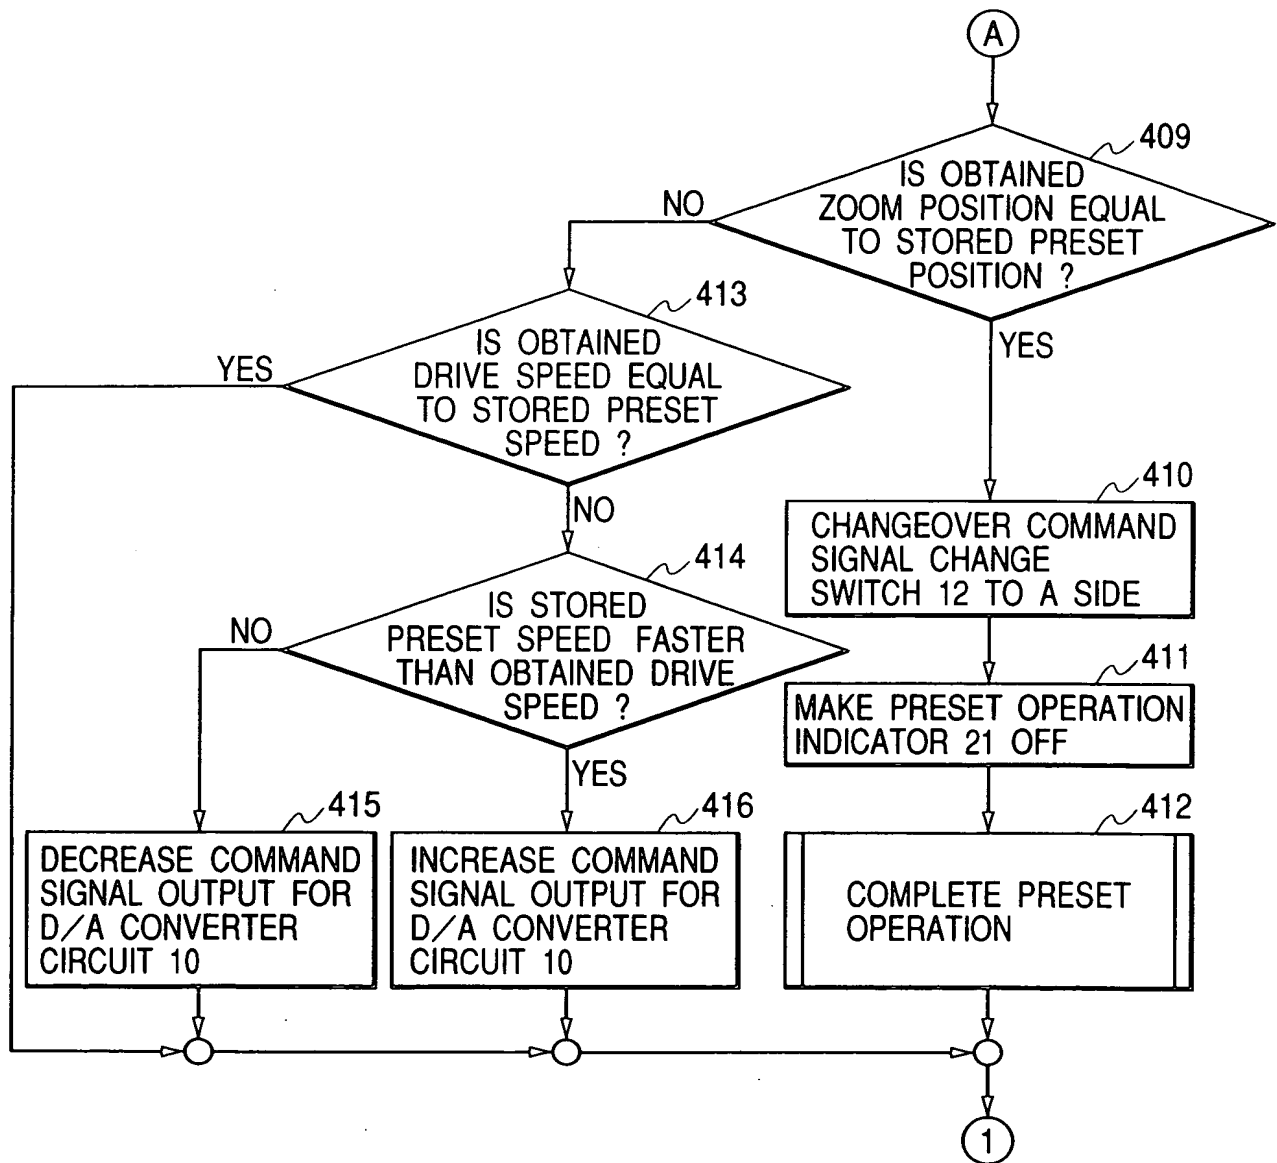 A
409
IS OBTAINED
ZOOM POSITION EQUAL
TO STORED PRESET
POSITION ?
NO
YES
413
IS OBTAINED
DRIVE SPEED EQUAL
TO STORED PRESET
SPEED ?
YES
NO
414
IS STORED
PRESET SPEED FASTER
THAN OBTAINED DRIVE
SPEED ?
NO
YES
410
CHANGEOVER COMMAND
SIGNAL CHANGE
SWITCH 12 TO A SIDE
411
MAKE PRESET OPERATION
INDICATOR 21 OFF
415
DECREASE COMMAND
SIGNAL OUTPUT FOR
D/A CONVERTER
CIRCUIT 10
416
INCREASE COMMAND
SIGNAL OUTPUT FOR
D/A CONVERTER
CIRCUIT 10
412
COMPLETE PRESET
OPERATION
1